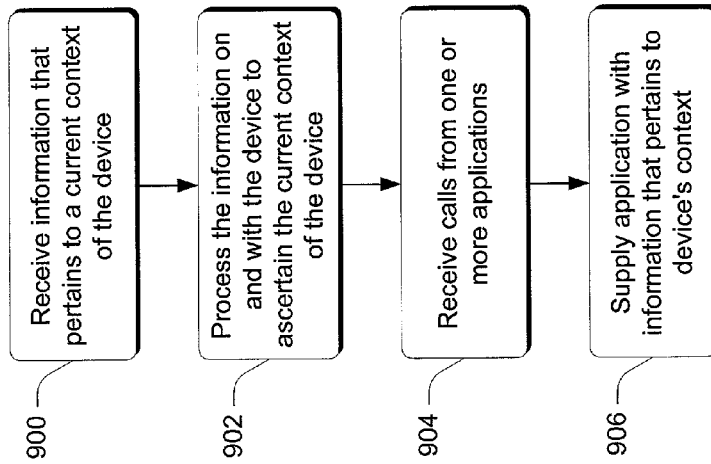 900
Receive information that
pertains to a current context
of the device
902
Process the information on
and with the device to
ascertain the current context
of the device
904
Receive calls from one or
more applications
906
Supply application with
information that pertains to
device's context